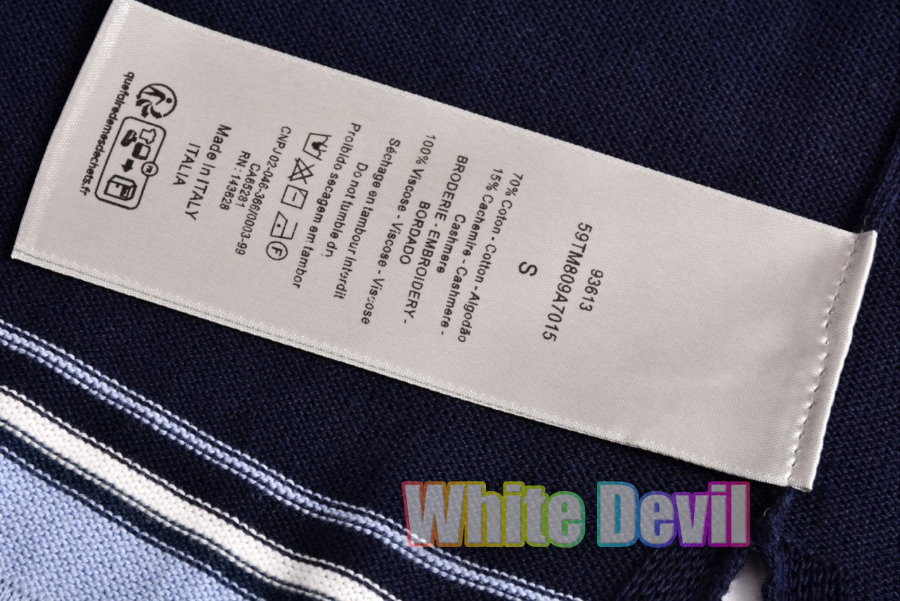 93613
59TM809A7015
S
70% Coton - Cotton - Algodão
15% Cachemire - Cashmere -
Cashmere
BRODERIE - EMBROIDERY -
BORDADO
100% Viscose - Viscose - Viscose
Séchage en tambour interdit
Do not tumble dry
Proibido secagem em tambor
F
CNPJ 02-046-366/0003-99
CA65281
RN: 143628
Made in ITALY
ITALIA
quefairedemesdechets.fr
White Devil